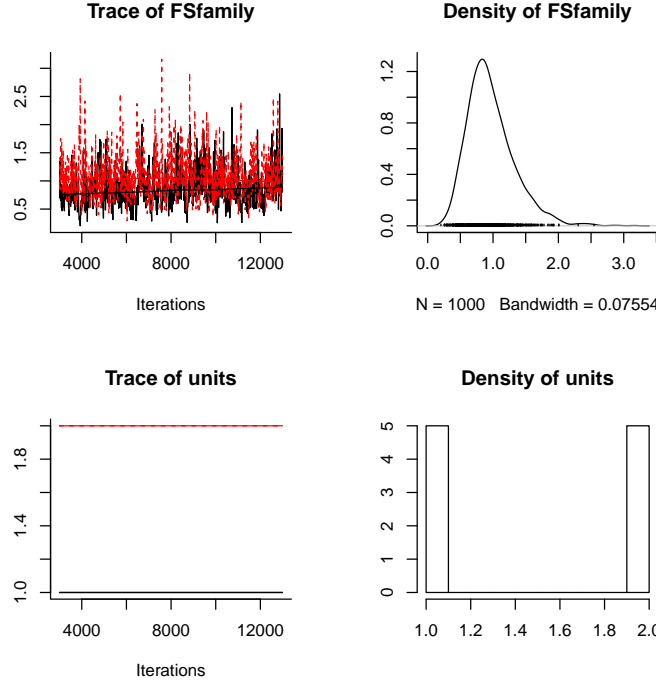 Trace of FSfamily
0.5 1.5 2.5
4000 8000 12000
Iterations
Density of FSfamily
0.0 0.4 0.8 1.2
0.0 1.0 2.0 3.0
N = 1000 Bandwidth = 0.07554
Trace of units
1.0 1.4 1.8
4000 8000 12000
Iterations
Density of units
0 1 2 3 4 5
1.0 1.2 1.4 1.6 1.8 2.0